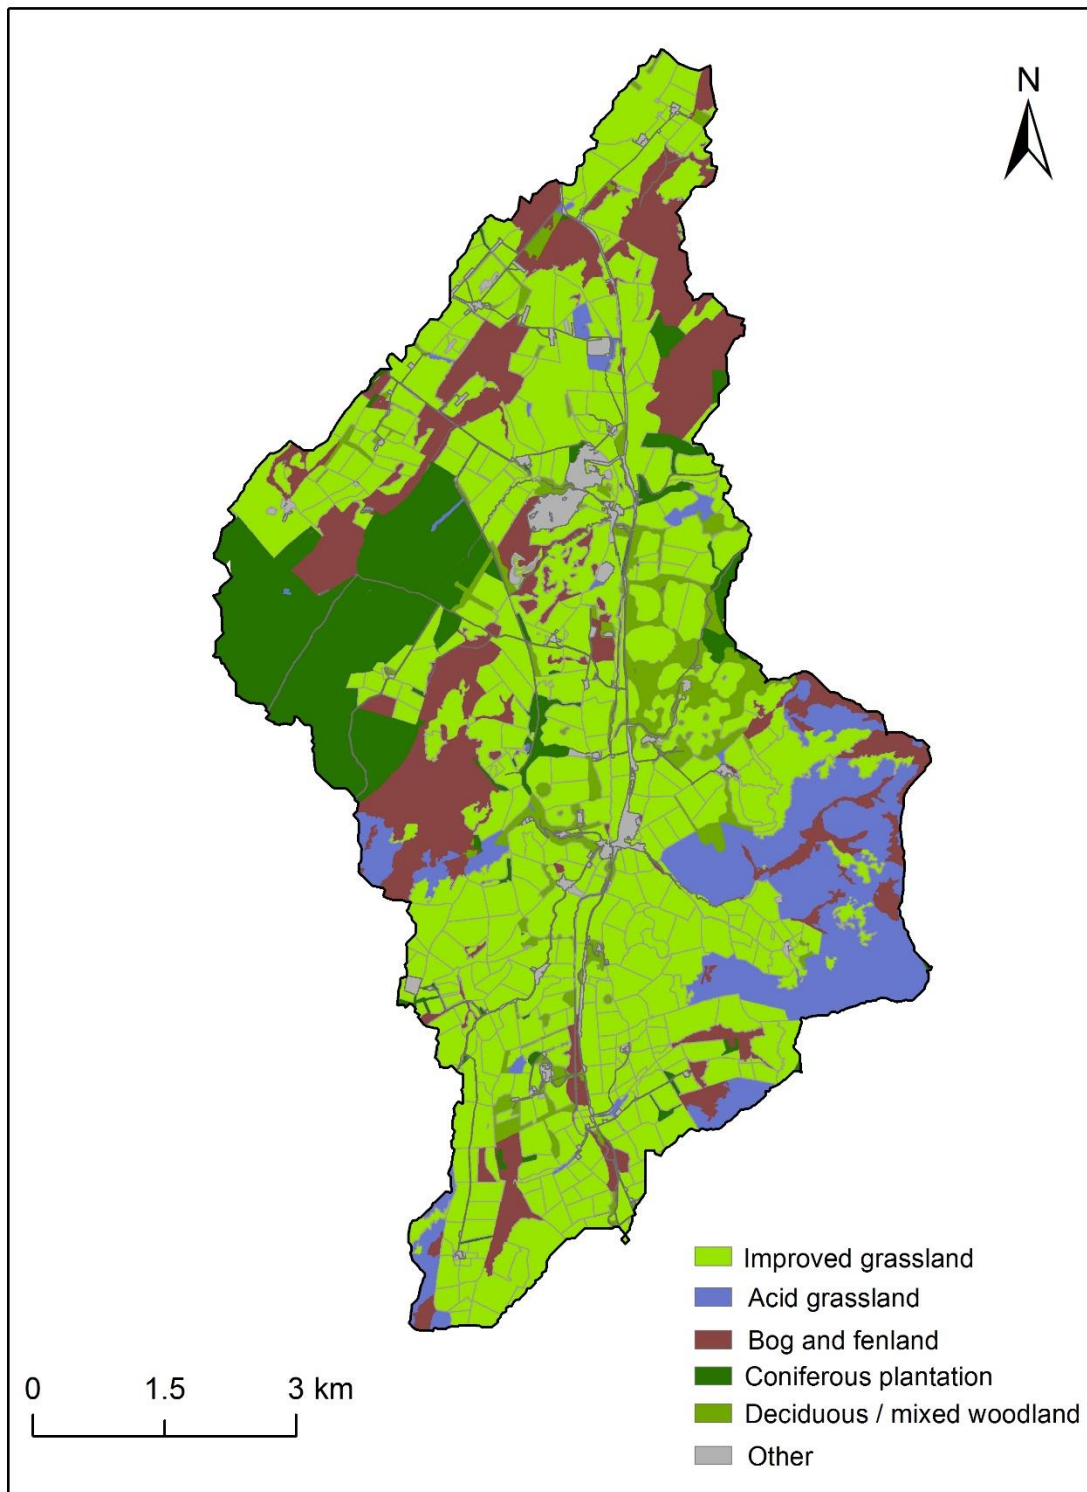 N
Improved grassland
Acid grassland
Bog and fenland
Coniferous plantation
Deciduous / mixed woodland
Other
0 1.5 3 km